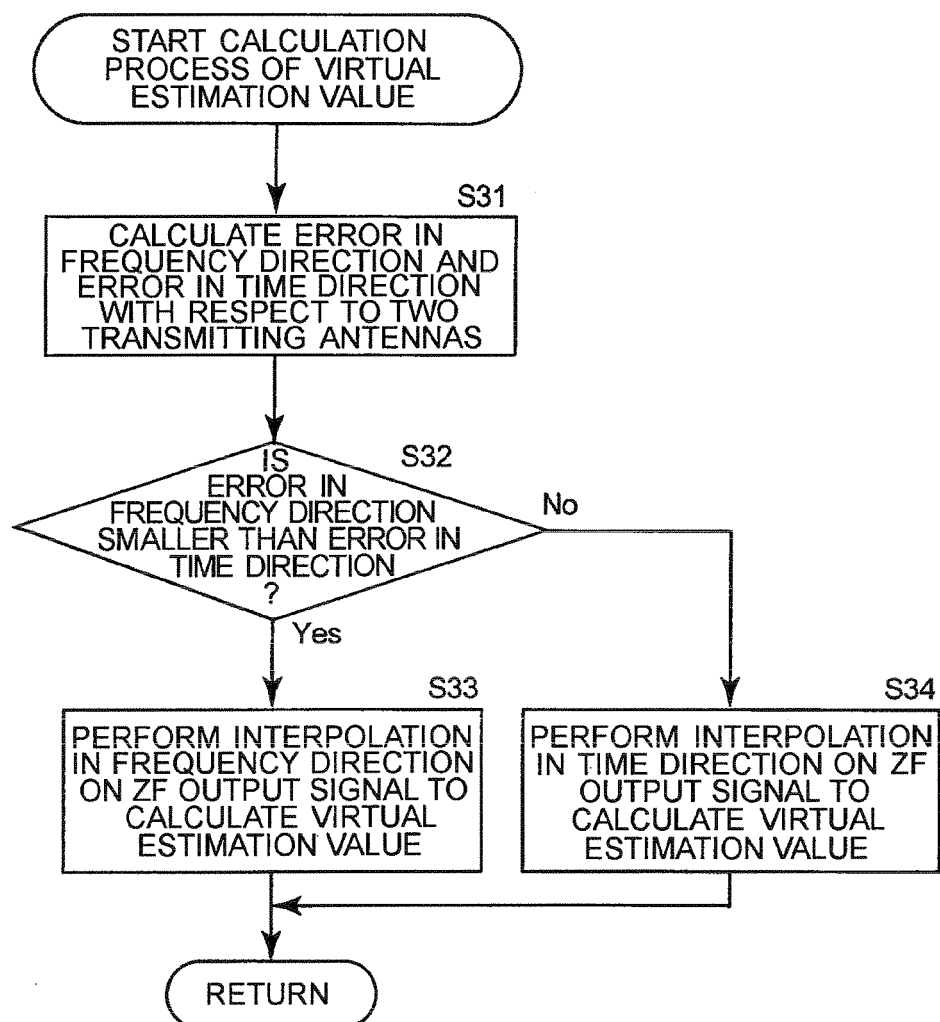 START CALCULATION
PROCESS OF VIRTUAL
ESTIMATION VALUE
S31
CALCULATE ERROR IN
FREQUENCY DIRECTION AND
ERROR IN TIME DIRECTION
WITH RESPECT TO TWO
TRANSMITTING ANTENNAS
S32
IS
ERROR IN
FREQUENCY DIRECTION
SMALLER THAN ERROR IN
TIME DIRECTION
?
No
Yes
S33
PERFORM INTERPOLATION
IN FREQUENCY DIRECTION
ON ZF OUTPUT SIGNAL TO
CALCULATE VIRTUAL
ESTIMATION VALUE
S34
PERFORM INTERPOLATION
IN TIME DIRECTION ON ZF
OUTPUT SIGNAL TO
CALCULATE VIRTUAL
ESTIMATION VALUE
RETURN